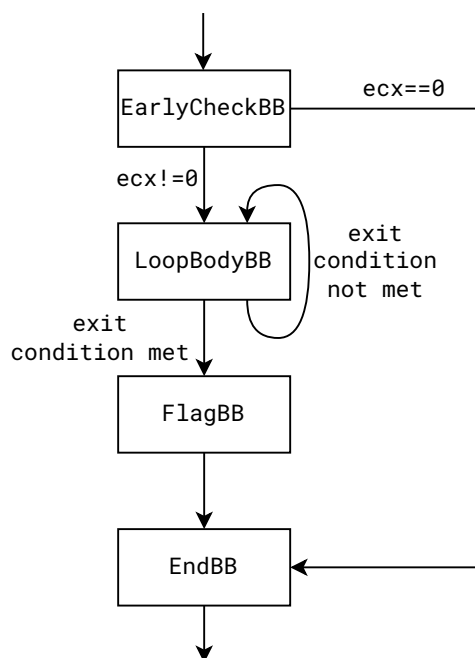 EarlyCheckBB
ecx==0
ecx!=0
LoopBodyBB
exit
condition
not met
exit
condition met
FlagBB
EndBB